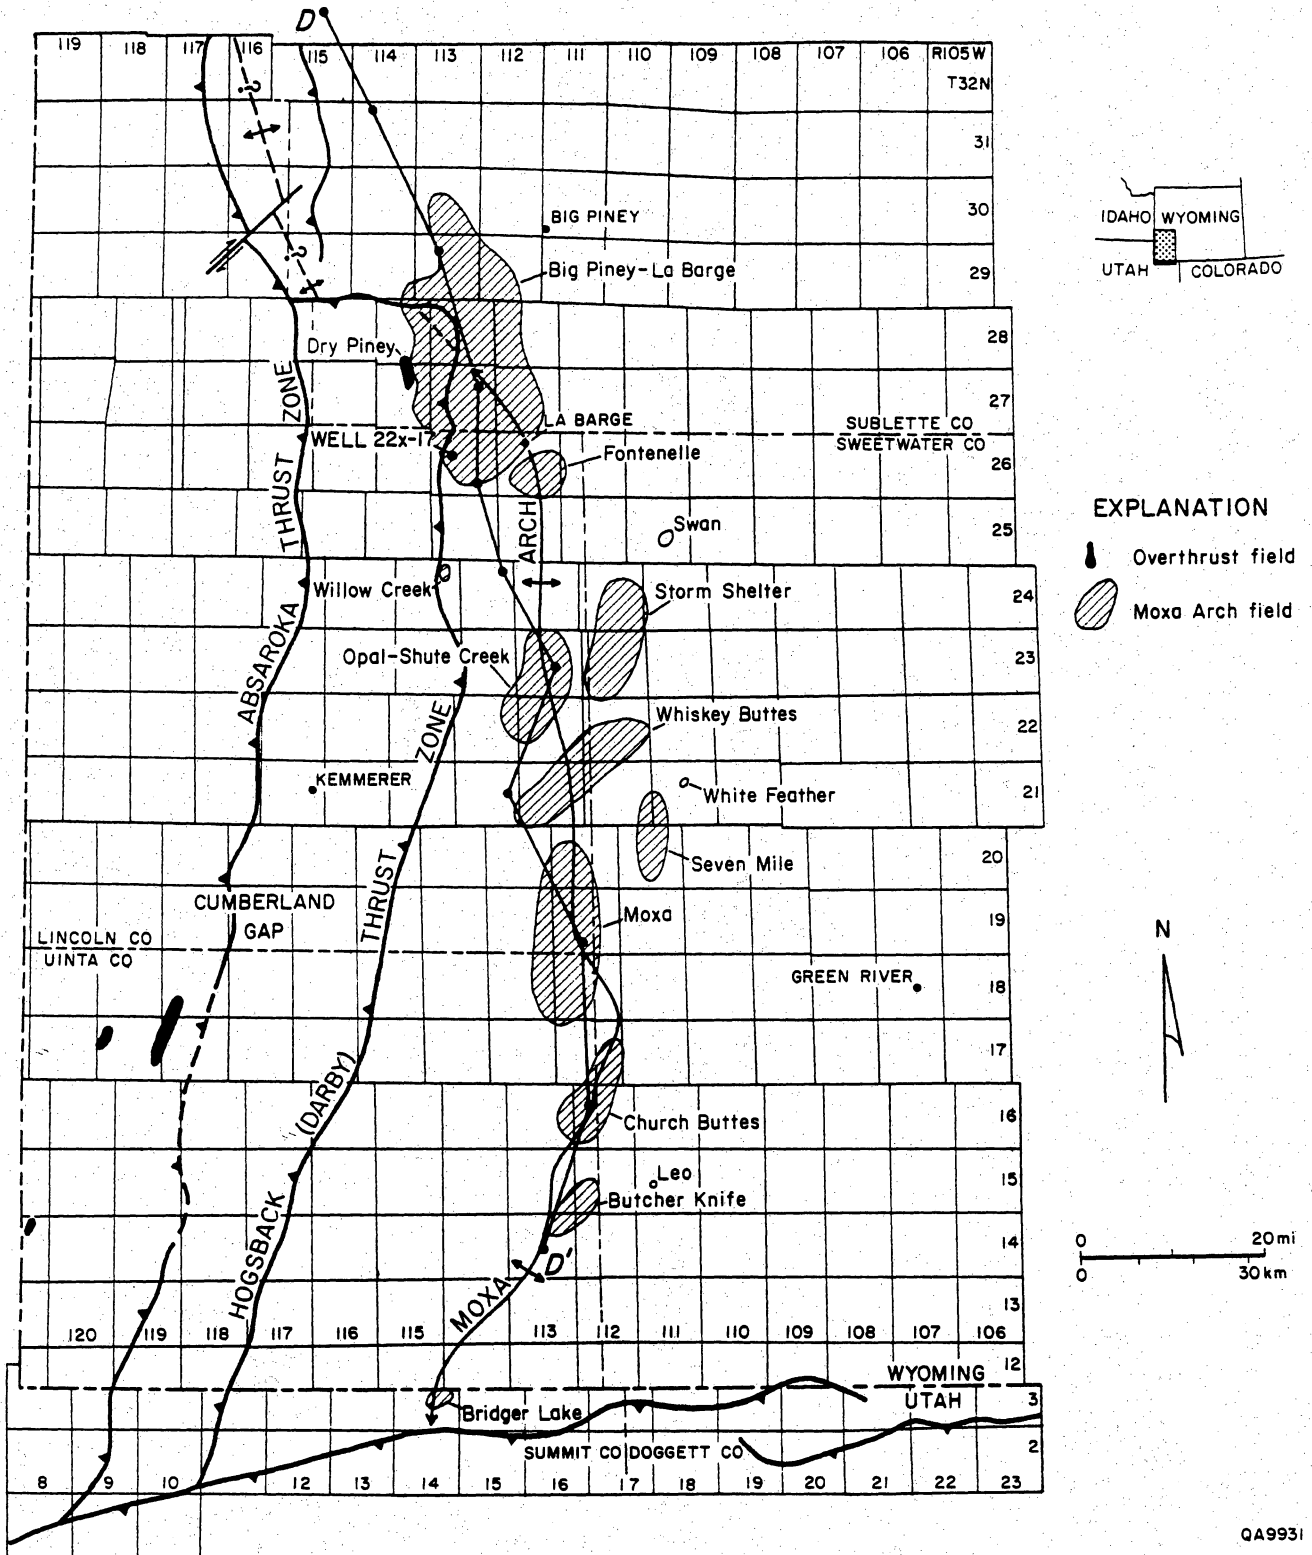 D
119 118 117 116 115 114 113 112 111 110 109 108 107 106 R105W
T32N
?
31
30
BIG PINEY
IDAHO WYOMING
UTAH COLORADO
?
Big Piney-La Barge
29
28
Dry Piney
27
LA BARGE
SUBLETTE CO
SWEETWATER CO
WELL 22x-17
Fontenelle
26
EXPLANATION
Overthrust field
Moxa Arch field
Swan
25
ARCH
Willow Creek
Storm Shelter
24
Opal-Shute Creek
23
ABSAROKA THRUST ZONE
Whiskey Buttes
22
KEMMERER
White Feather
21
Seven Mile
20
CUMBERLAND
GAP
Moxa
19
LINCOLN CO
UINTA CO
N
GREEN RIVER
18
17
HOGSBACK (DARBY) THRUST ZONE
Church Buttes
16
Leo
15
Butcher Knife
14
D'
MOXA
0 20 mi
0 30 km
13
120 119 118 117 116 115 113 112 111 110 109 108 107 106
12
WYOMING
UTAH
3
Bridger Lake
SUMMIT CO DOGGETT CO
2
8 9 10 12 13 14 15 16 17 18 19 20 21 22 23
QA9931